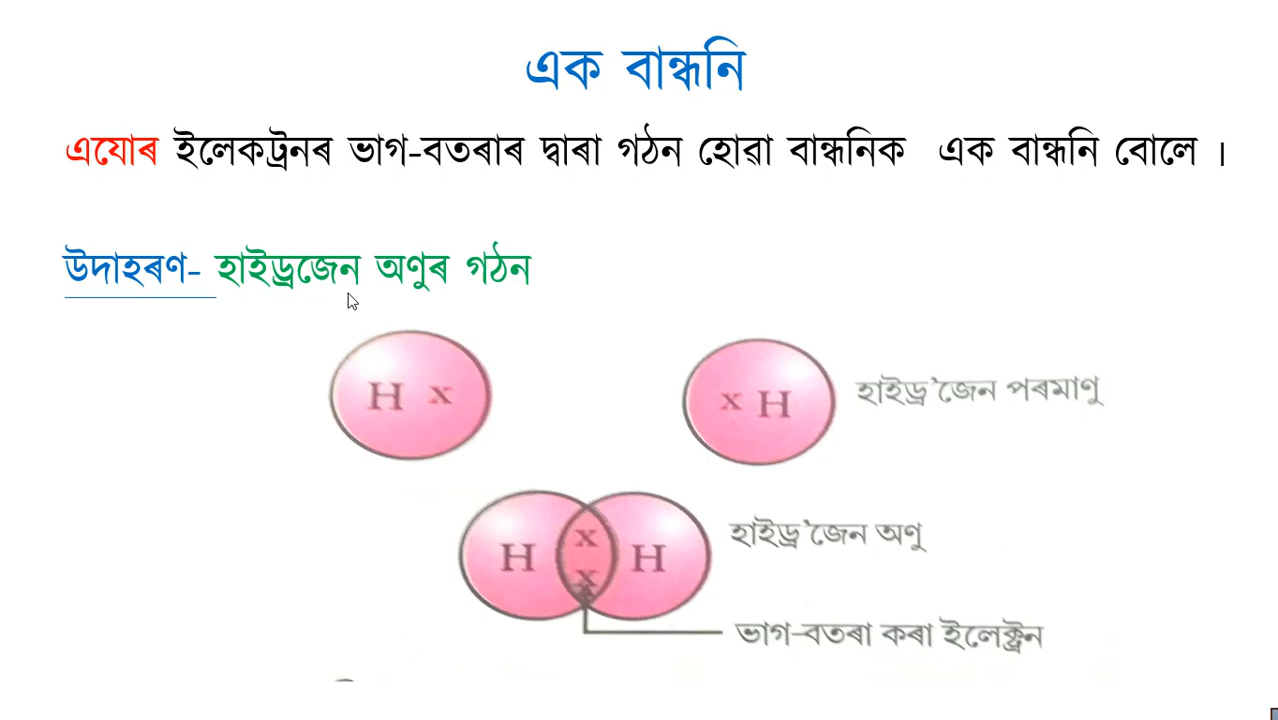 এক বান্ধনি
এযোৰ ইলেকট্ৰনৰ ভাগ-বতৰাৰ দ্বাৰা গঠন হোৱা বান্ধনিক এক বান্ধনি বোলে ।
উদাহৰণ- হাইড্ৰজেন অণুৰ গঠন
H x
x H
হাইড্ৰ'জেন পৰমাণু
H x x H
হাইড্ৰ'জেন অণু
ভাগ-বতৰা কৰা ইলেক্ট্ৰন